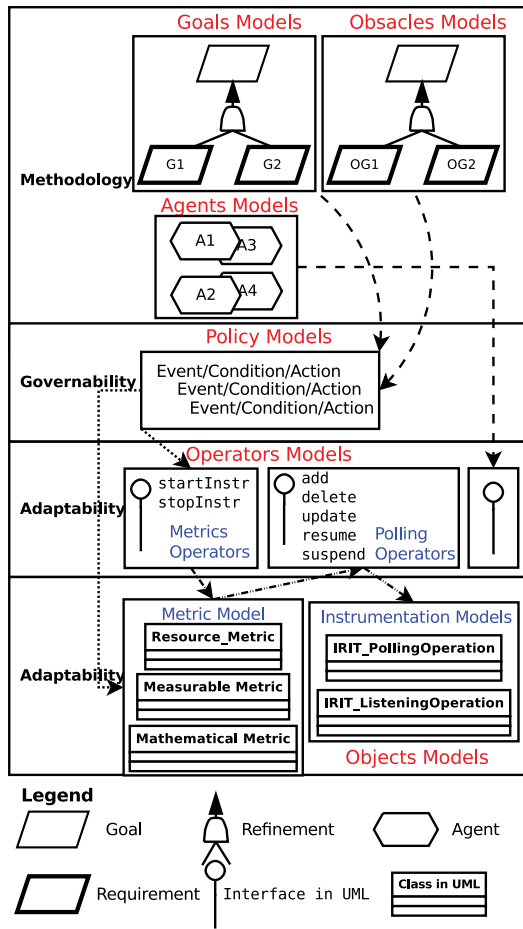 Goals Models
Obsacles Models
G1
G2
OG1
OG2
Methodology
Agents Models
A1
A3
A2
A4
Policy Models
Governability
Event/Condition/Action
Event/Condition/Action
Event/Condition/Action
Operators Models
Adaptability
startInstr
stopInstr
Metrics
Operators
add
delete
update
resume
suspend
Polling
Operators
Adaptability
Metric Model
Resource_Metric
Measurable Metric
Mathematical Metric
Instrumentation Models
IRIT_PollingOperation
IRIT_ListeningOperation
Objects Models
Legend
Goal
Refinement
Agent
Requirement
Interface in UML
Class in UML